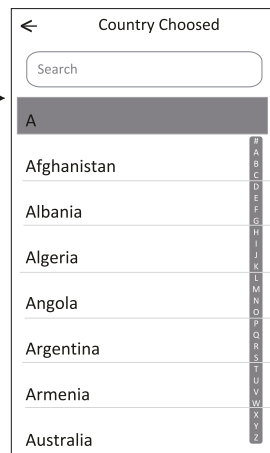 Country Choosed
Search
A
Afghanistan
Albania
Algeria
Angola
Argentina
Armenia
Australia
#
A
B
C
D
E
F
G
H
I
J
K
L
M
N
O
P
Q
R
S
T
U
V
W
X
Y
Z